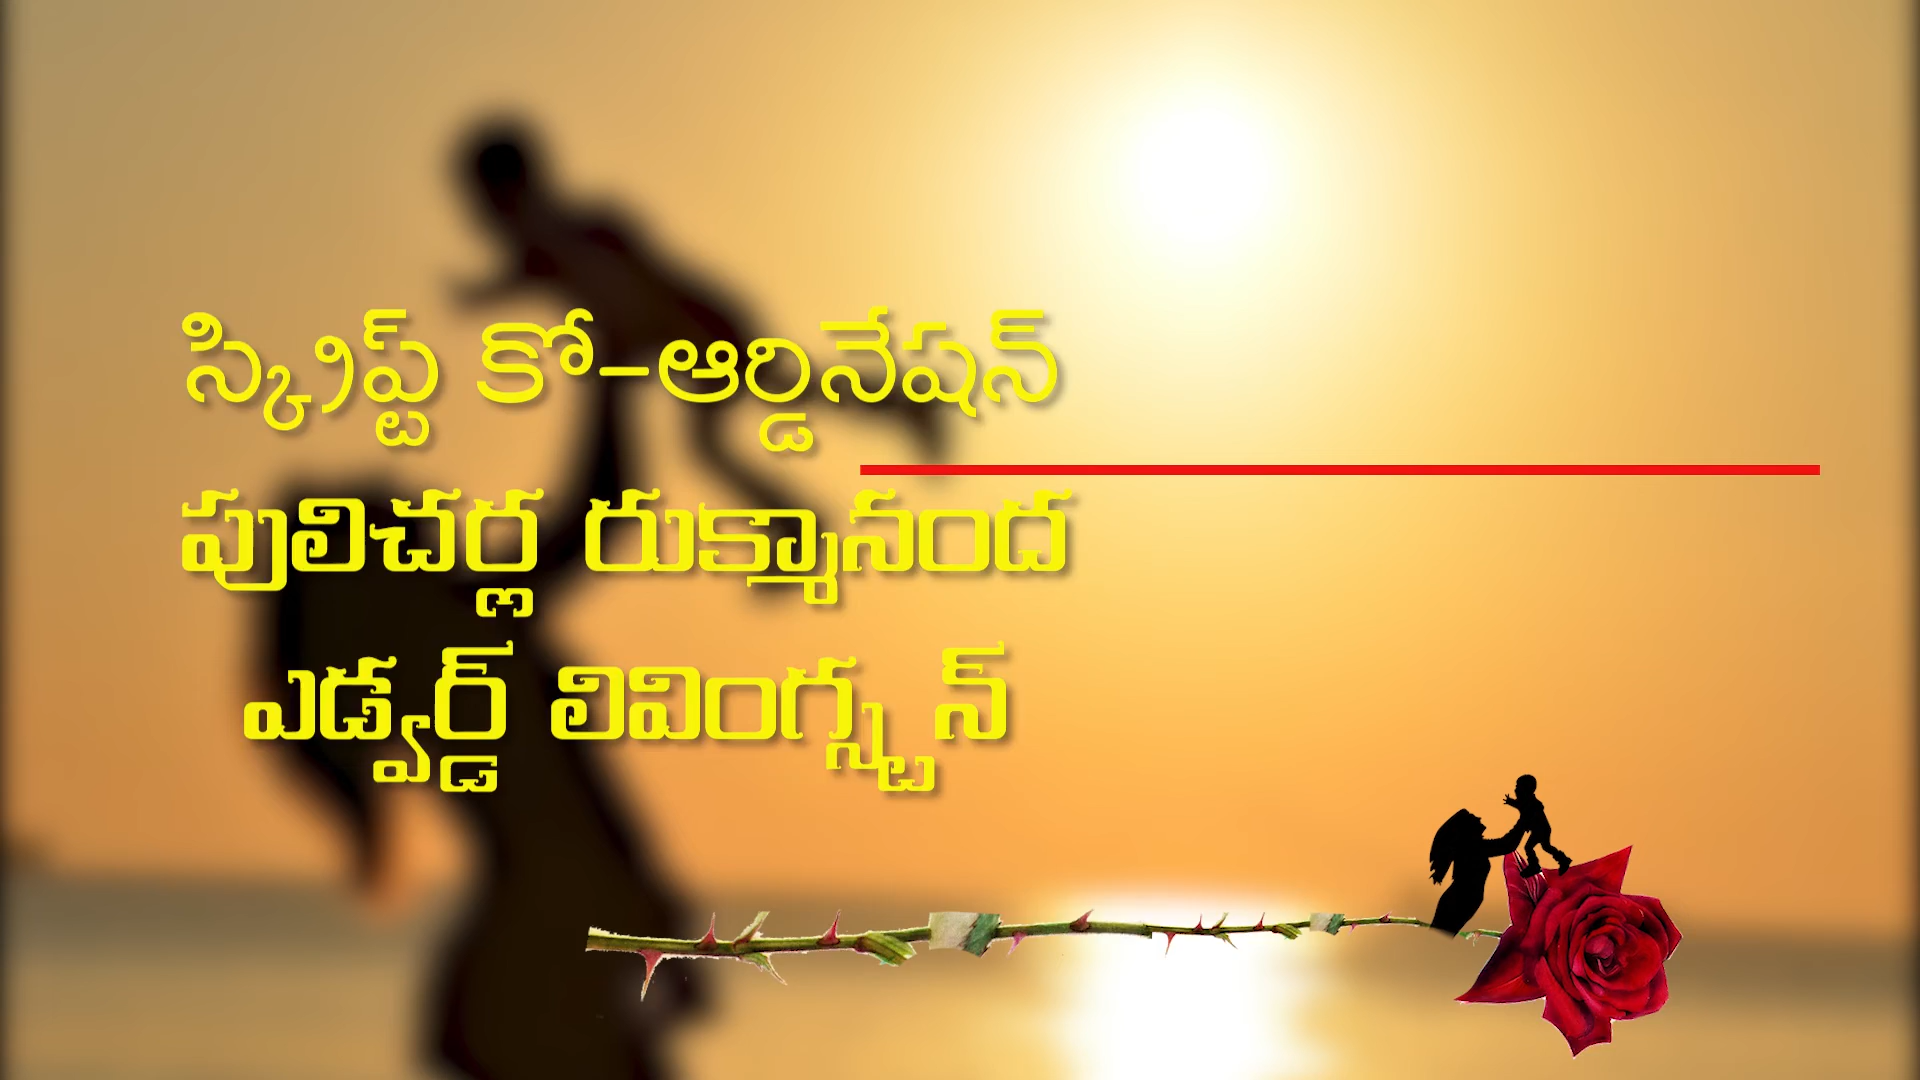 స్క్రిప్ట్ కో-ఆర్డినేషన్
పులిచర్ల రుక్మానంద
ఎడ్వర్డ్ లివింగ్స్టన్